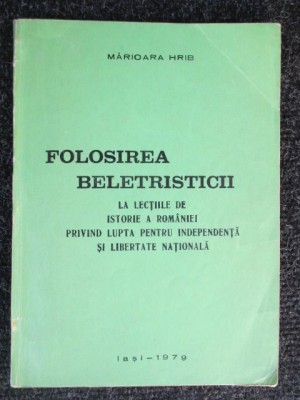 MĂRIOARA HRIB
FOLOSIREA
BELETRISTICII
LA LECȚIILE DE
ISTORIE A ROMÂNIEI
PRIVIND LUPTA PENTRU INDEPENDENȚĂ
ȘI LIBERTATE NAȚIONALĂ
Iași-1979